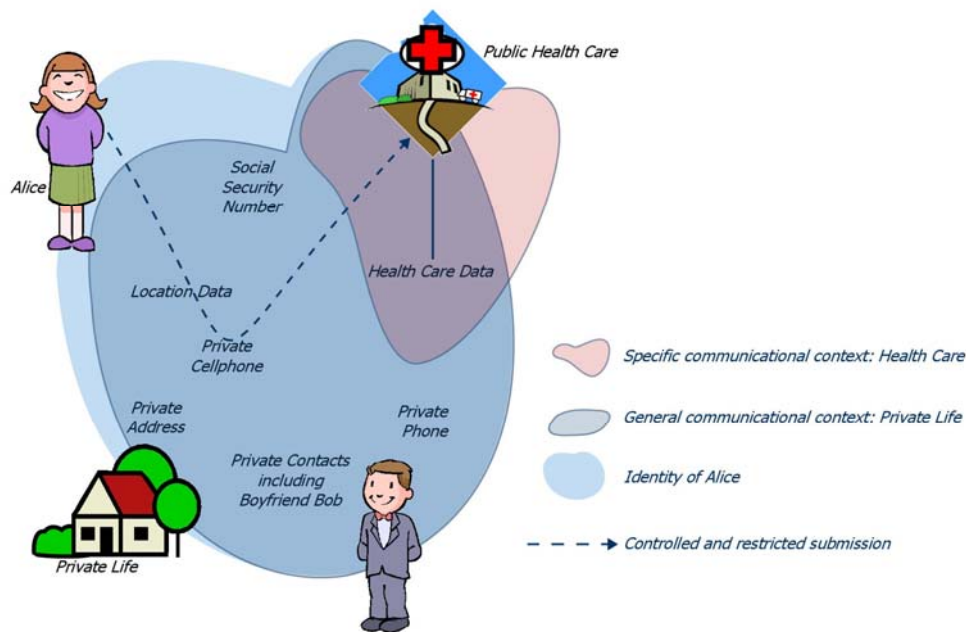 Public Health Care
Alice
Social
Security
Number
Health Care Data
Location Data
Private
Cellphone
Private
Address
Private
Phone
Private Contacts
including
Boyfriend Bob
Private Life
Specific communicational context: Health Care
General communicational context: Private Life
Identity of Alice
Controlled and restricted submission